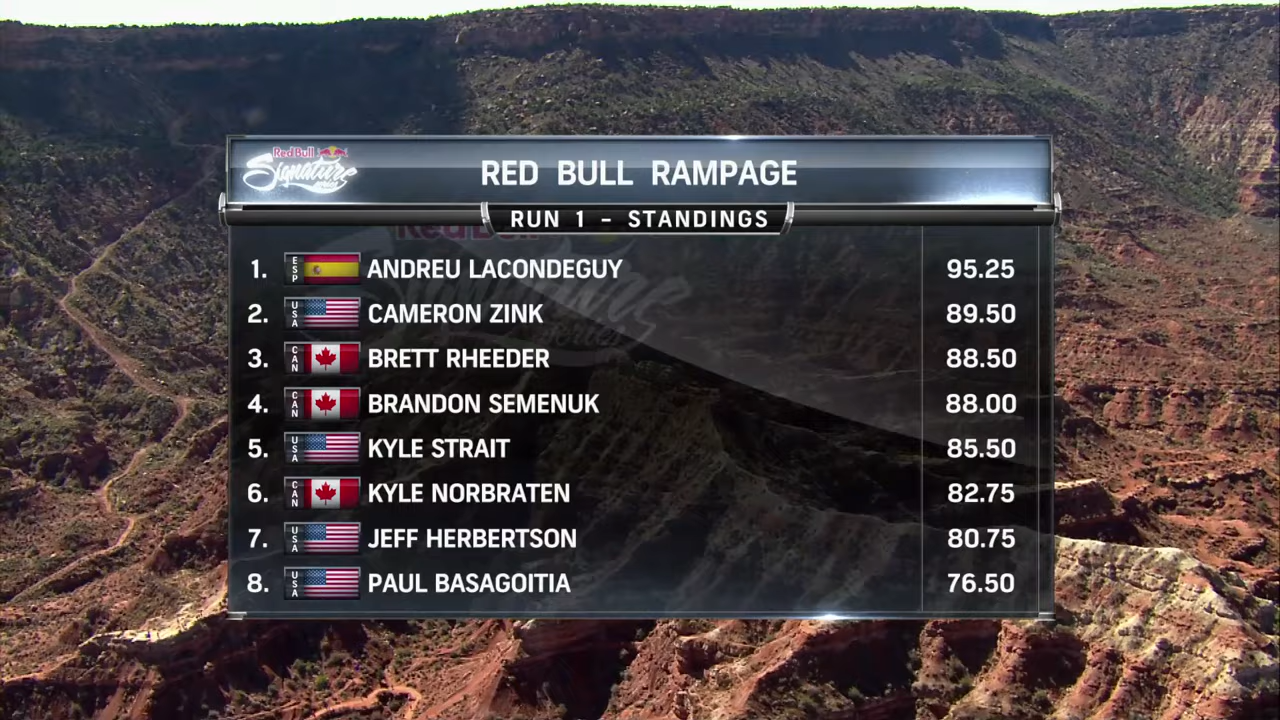 Red Bull
Signature
series
RED BULL RAMPAGE
RUN 1 - STANDINGS
1. ESP ANDREU LACONDEGUY 95.25
2. USA CAMERON ZINK 89.50
3. CAN BRETT RHEEDER 88.50
4. CAN BRANDON SEMENUK 88.00
5. USA KYLE STRAIT 85.50
6. CAN KYLE NORBRATEN 82.75
7. USA JEFF HERBERTSON 80.75
8. USA PAUL BASAGOITIA 76.50